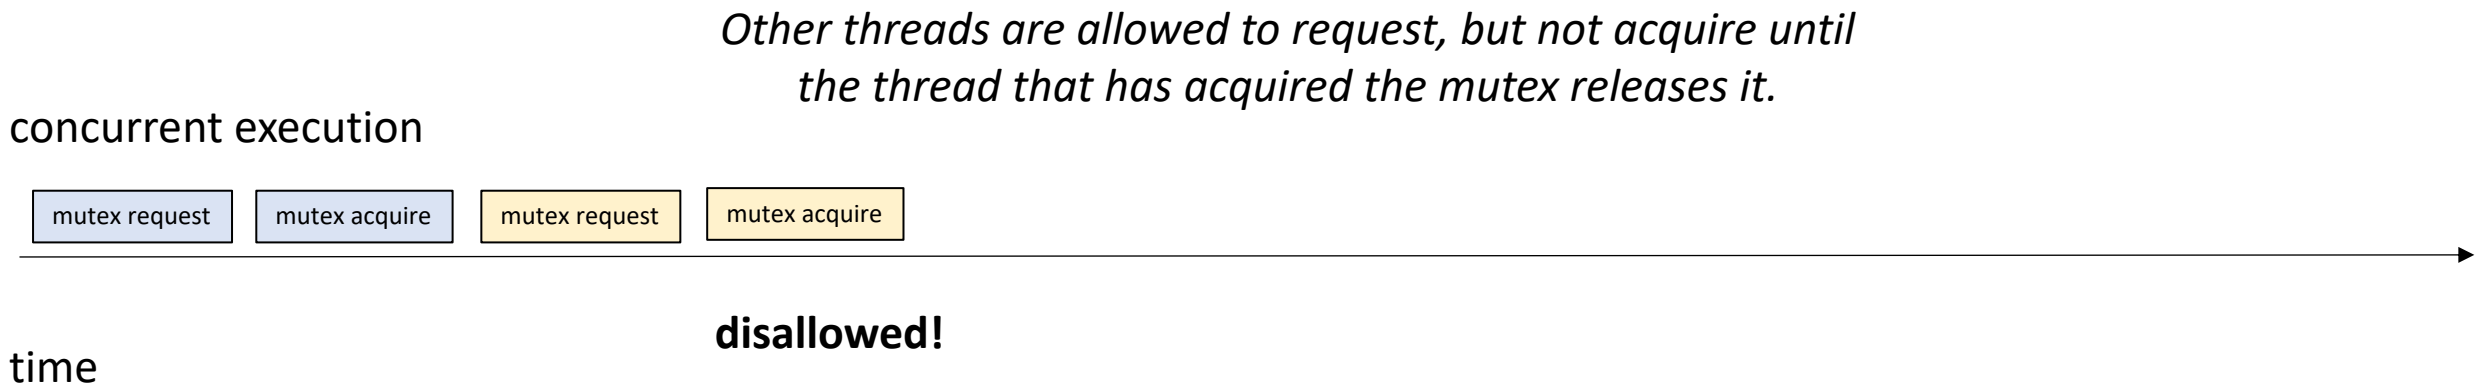 Other threads are allowed to request, but not acquire until
the thread that has acquired the mutex releases it.
concurrent execution
mutex request
mutex acquire
mutex request
mutex acquire
disallowed!
time